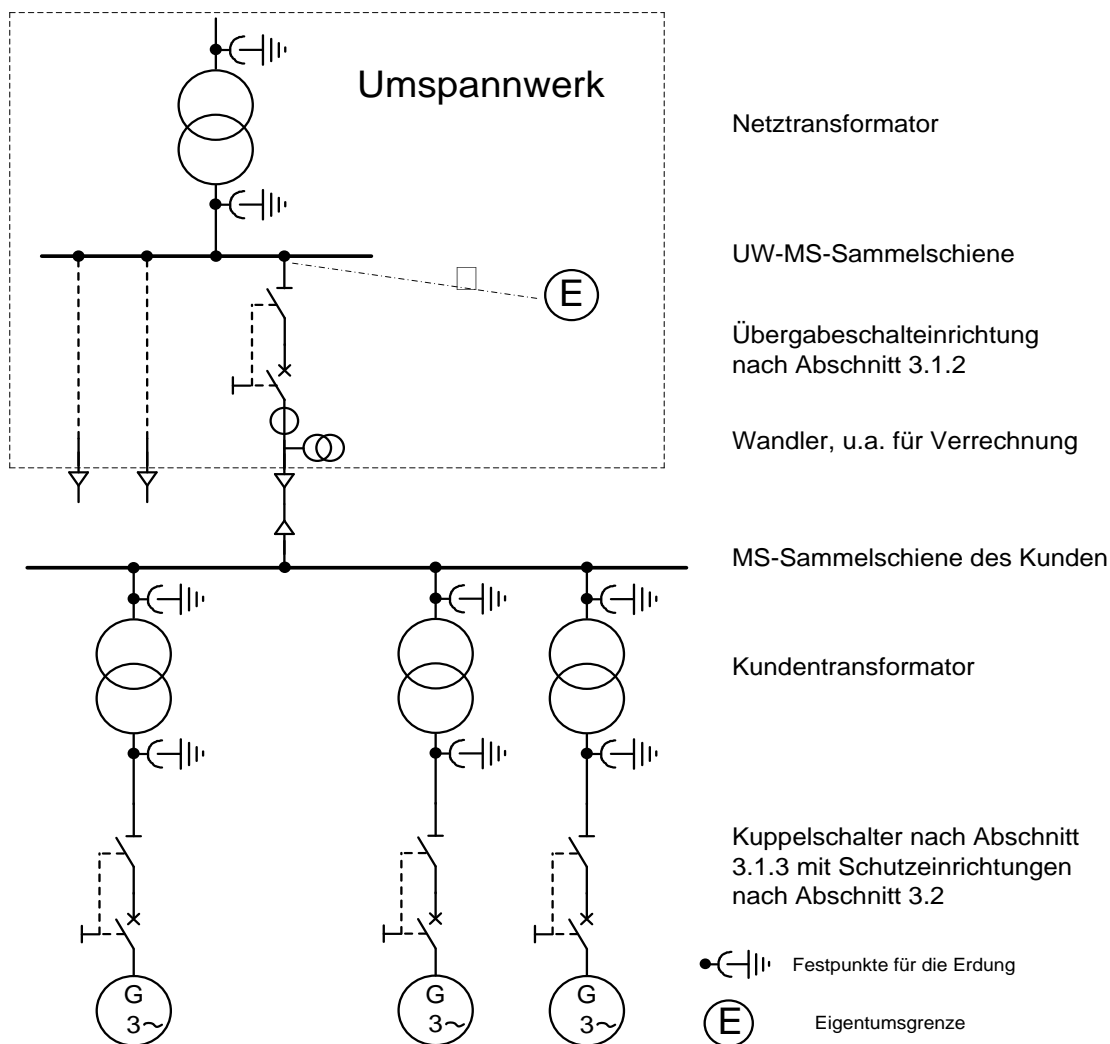 Umspannwerk
Netztransformator
UW-MS-Sammelschiene
E
Übergabeschalteinrichtung
nach Abschnitt 3.1.2
Wandler, u.a. für Verrechnung
MS-Sammelschiene des Kunden
Kundentransformator
Kuppelschalter nach Abschnitt
3.1.3 mit Schutzeinrichtungen
nach Abschnitt 3.2
Festpunkte für die Erdung
G
3~
G
3~
G
3~
E
Eigentumsgrenze